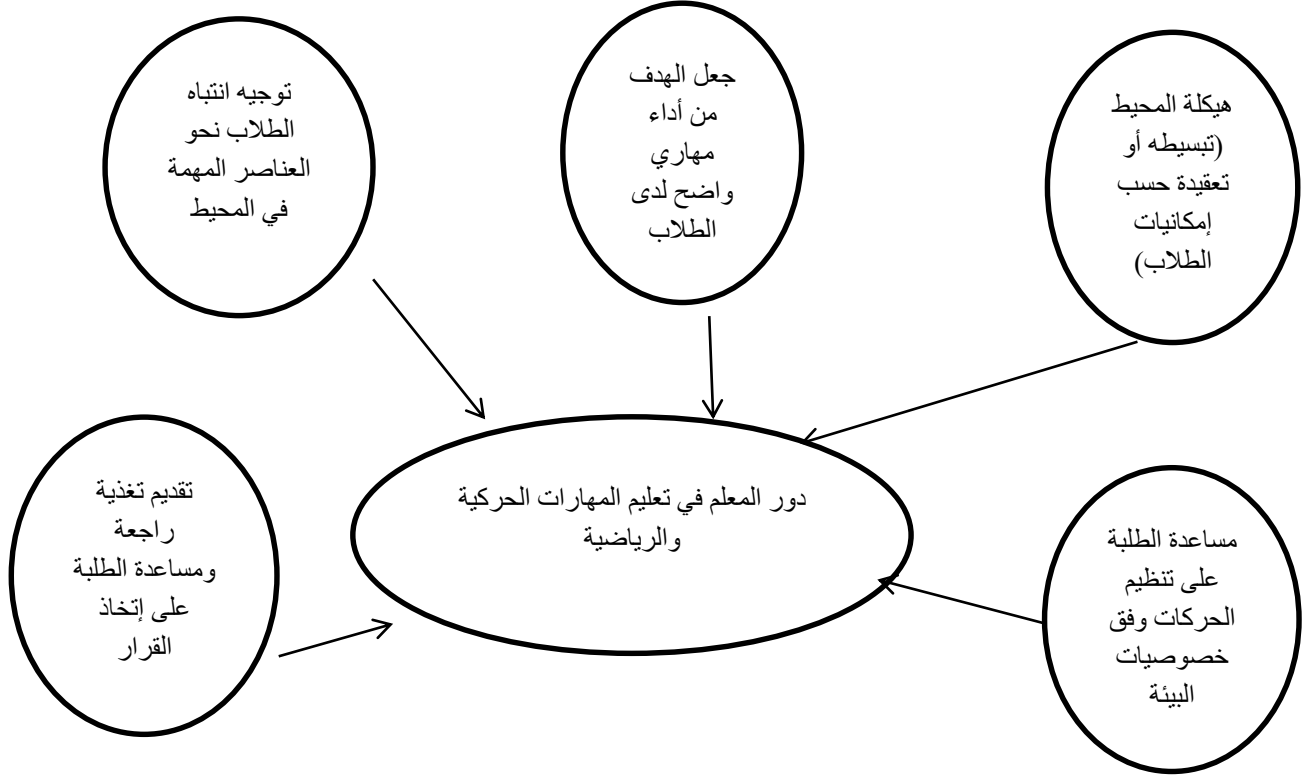 هيكلة المحيط
(تبسيطه أو
تعقيدة حسب
إمكانيات
الطلاب)
جعل الهدف
من أداء
مهاري
واضح لدى
الطلاب
توجيه انتباه
الطلاب نحو
العناصر المهمة
في المحيط
دور المعلم في تعليم المهارات الحركية
والرياضية
مساعدة الطلبة
على تنظيم
الحركات وفق
خصوصيات
البيئة
تقديم تغذية
راجعة
ومساعدة الطلبة
على إتخاذ
القرار